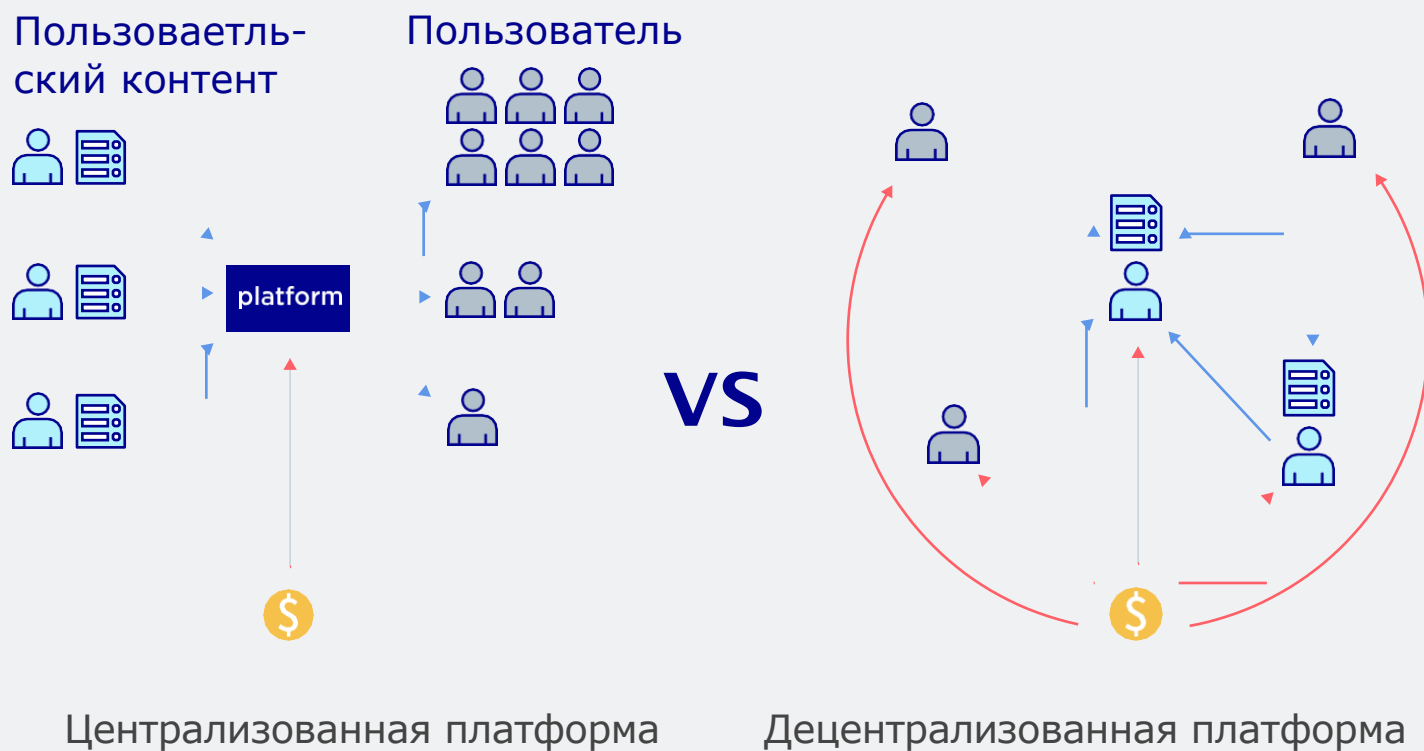 Пользоваетль-
ский контент
Пользователь
platform
VS
$
$
Централизованная платформа
Децентрализованная платформа